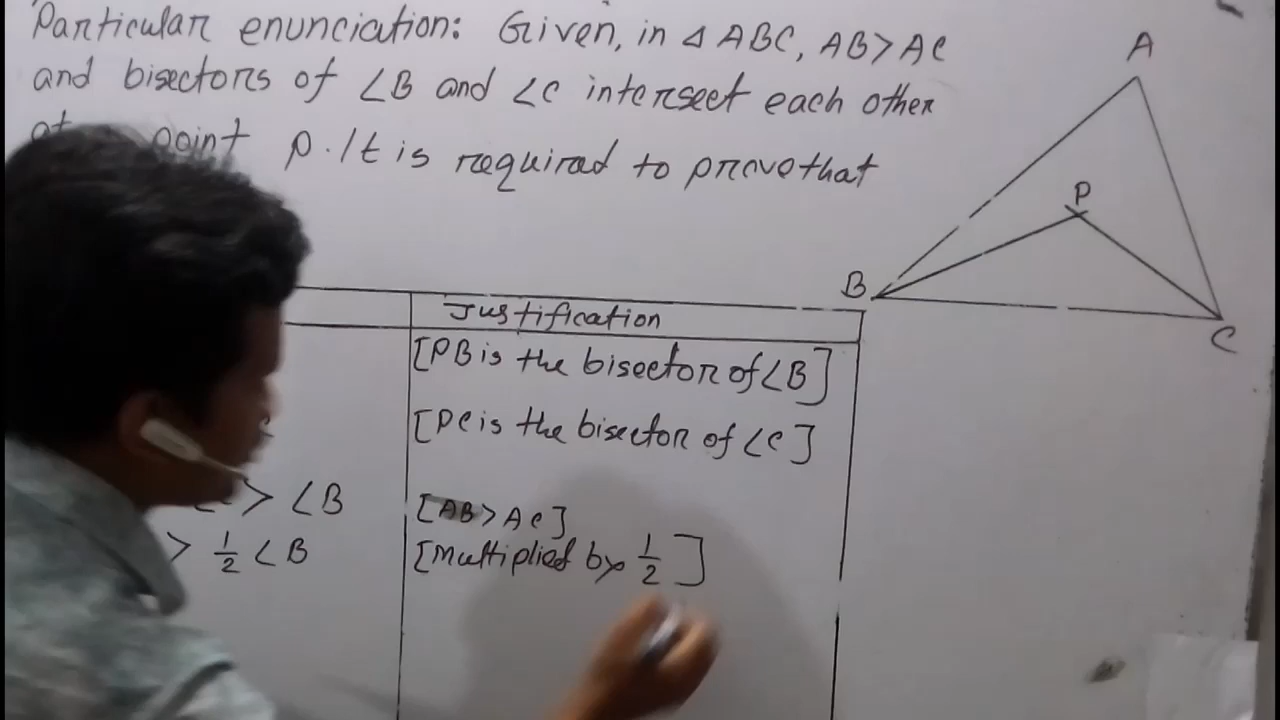 Particular enunciation: Given, in △ ABC, AB > AC
and bisectors of ∠B and ∠C intersect each other
point P. It is required to prove that
A
P
B
C
Justification
[PB is the bisector of ∠B]
[PC is the bisector of ∠C]
> ∠B [AB > AC]
> 1/2 ∠B [Multiplied by 1/2]